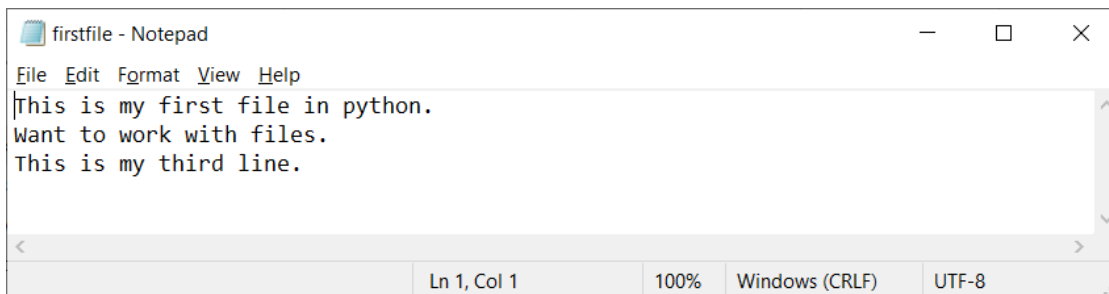 firstfile - Notepad
File Edit Format View Help
This is my first file in python.
Want to work with files.
This is my third line.
Ln 1, Col 1 100% Windows (CRLF) UTF-8